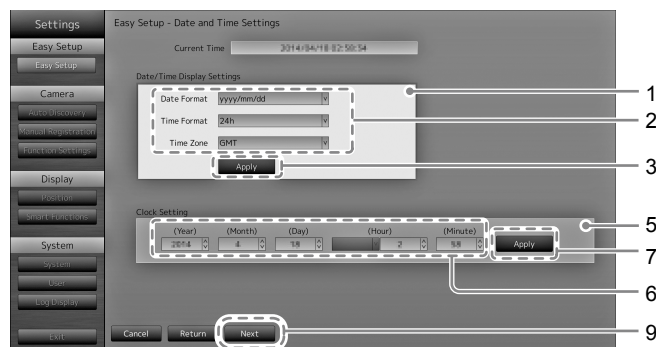 Settings
Easy Setup - Date and Time Settings
Easy Setup
Easy Setup
Current Time 2014/04/18 02:58:54
Date/Time Display Settings
Camera
Auto Discovery
Manual Registration
Function Settings
Date Format yyyy/mm/dd
Time Format 24h
Time Zone GMT
Apply
1
2
3
Display
Position
Smart Functions
Clock Setting
(Year) (Month) (Day) (Hour) (Minute)
2014 4 18 2 58
Apply
5
7
6
System
System
User
Log Display
Exit
Cancel Return Next
9